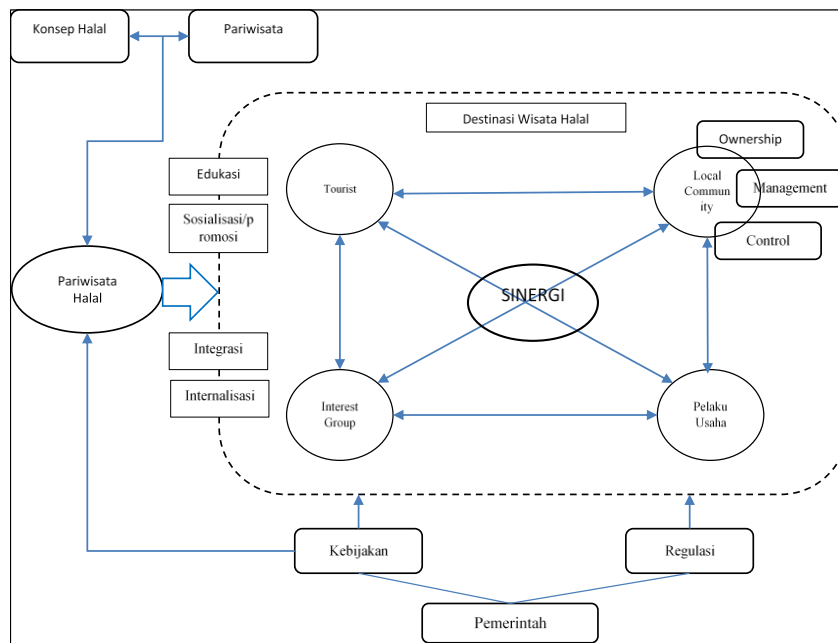 Konsep Halal
Pariwisata
Destinasi Wisata Halal
Ownership
Edukasi
Tourist
Local
Commun
ity
Management
Sosialisasi/p
romosi
Control
Pariwisata
Halal
SINERGI
Integrasi
Internalisasi
Interest
Group
Pelaku
Usaha
Kebijakan
Regulasi
Pemerintah